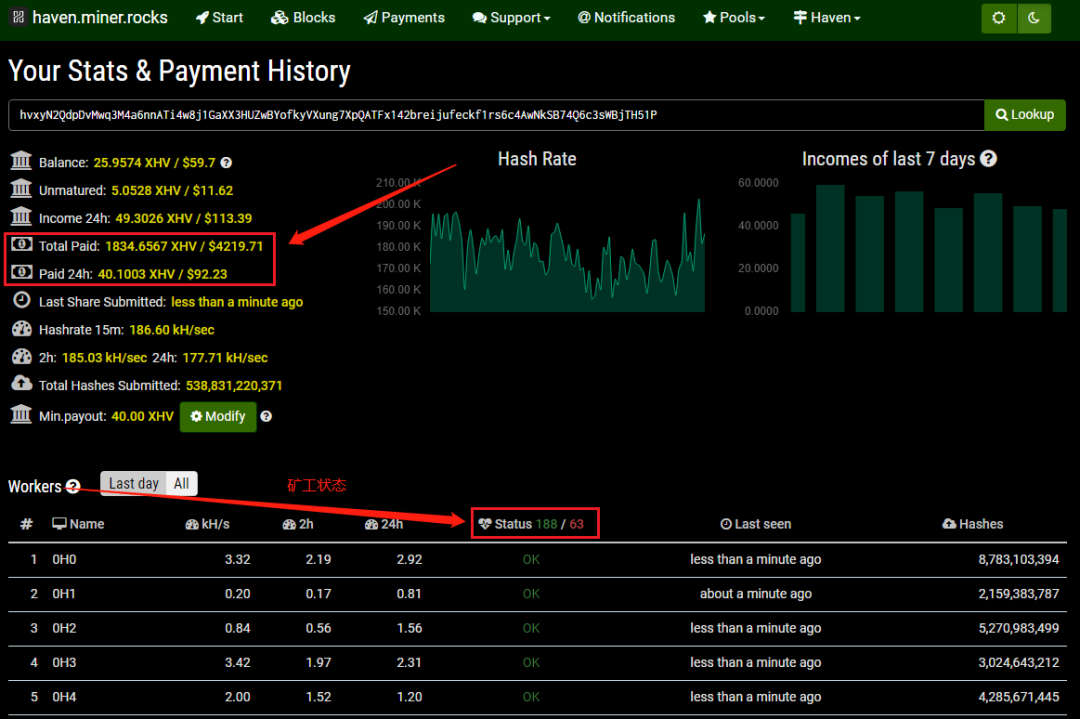 haven.miner.rocks Start Blocks Payments Support Notifications Pools Haven
Your Stats & Payment History
hvxyN2QdpDvMwq3M4a6nnATi4w8j1GaXX3HUZwBYofkyVXung7XpQATFx142breijufeckf1rs6c4AwNkSB74Q6c3sWBjTH51P Lookup
Balance: 25.9574 XHV / $59.7
Unmatured: 5.0528 XHV / $11.62
Income 24h: 49.3026 XHV / $113.39
Total Paid: 1834.6567 XHV / $4219.71
Paid 24h: 40.1003 XHV / $92.23
Last Share Submitted: less than a minute ago
Hashrate 15m: 186.60 kH/sec
2h: 185.03 kH/sec 24h: 177.71 kH/sec
Total Hashes Submitted: 538,831,220,371
Min.payout: 40.00 XHV Modify
Hash Rate
210.00 K
200.00 K
190.00 K
180.00 K
170.00 K
160.00 K
150.00 K
Incomes of last 7 days
60.0000
40.0000
20.0000
0.0000
Workers Last day All
矿工状态
# Name kH/s 2h 24h Status 188 / 63 Last seen Hashes
1 0H0 3.32 2.19 2.92 OK less than a minute ago 8,783,103,394
2 0H1 0.20 0.17 0.81 OK about a minute ago 2,159,383,787
3 0H2 0.84 0.56 1.56 OK less than a minute ago 5,270,983,499
4 0H3 3.42 1.97 2.31 OK less than a minute ago 3,024,643,212
5 0H4 2.00 1.52 1.20 OK less than a minute ago 4,285,671,445